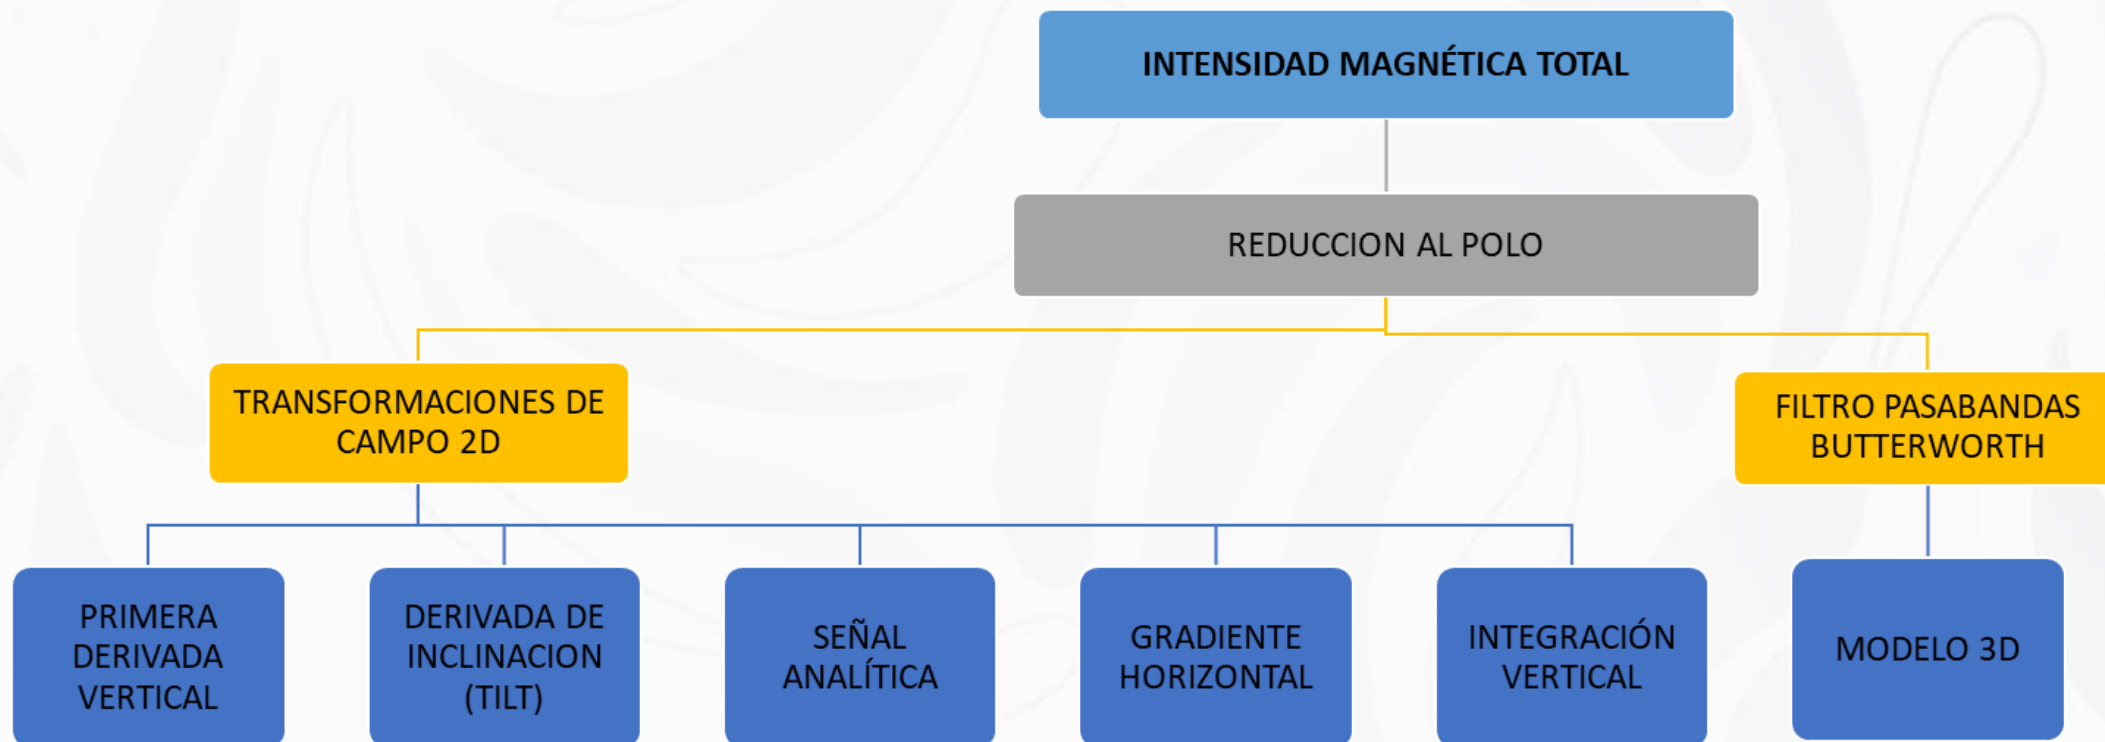 INTENSIDAD MAGNÉTICA TOTAL
REDUCCION AL POLO
TRANSFORMACIONES DE
CAMPO 2D
FILTRO PASABANDAS
BUTTERWORTH
PRIMERA
DERIVADA
VERTICAL
DERIVADA DE
INCLINACION
(TILT)
SEÑAL
ANALÍTICA
GRADIENTE
HORIZONTAL
INTEGRACIÓN
VERTICAL
MODELO 3D